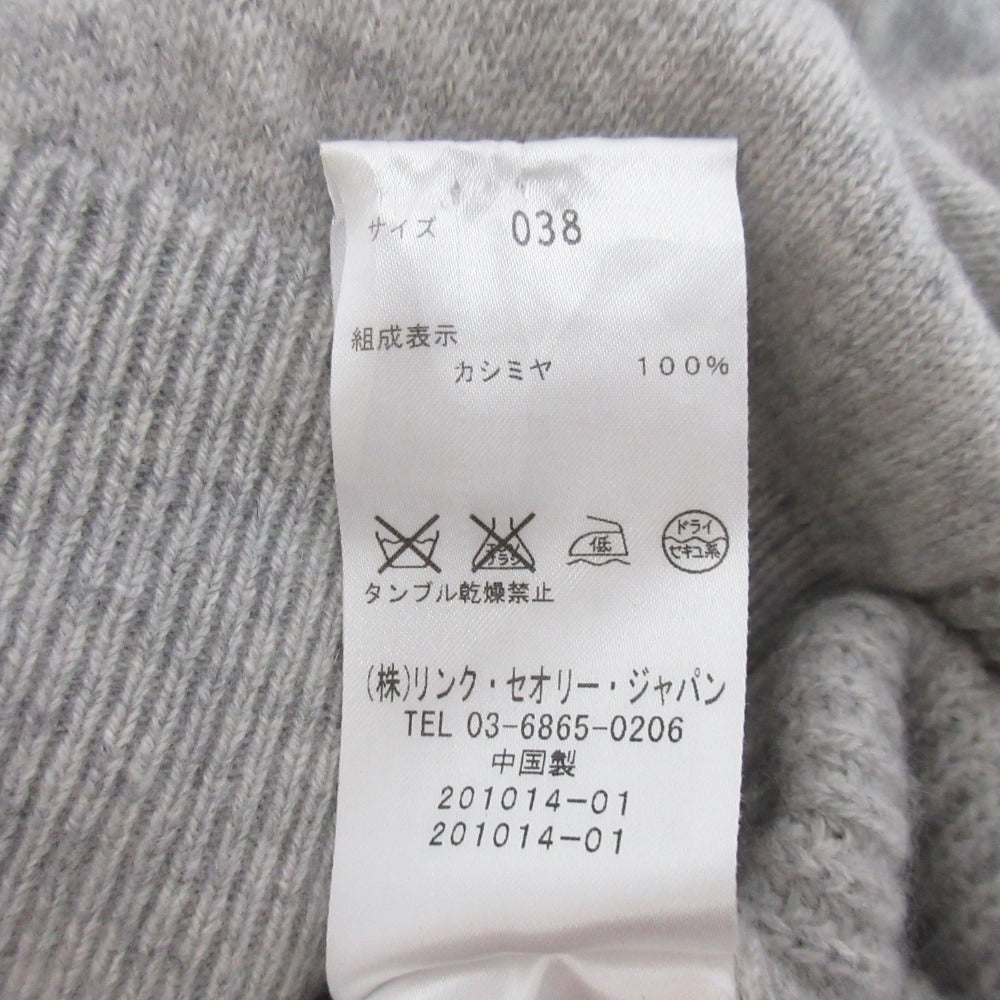 サイズ 038
組成表示
カシミヤ 100%
低
ドライ
セキユ系
タンブル乾燥禁止
(株)リンク・セオリー・ジャパン
TEL 03-6865-0206
中国製
201014-01
201014-01